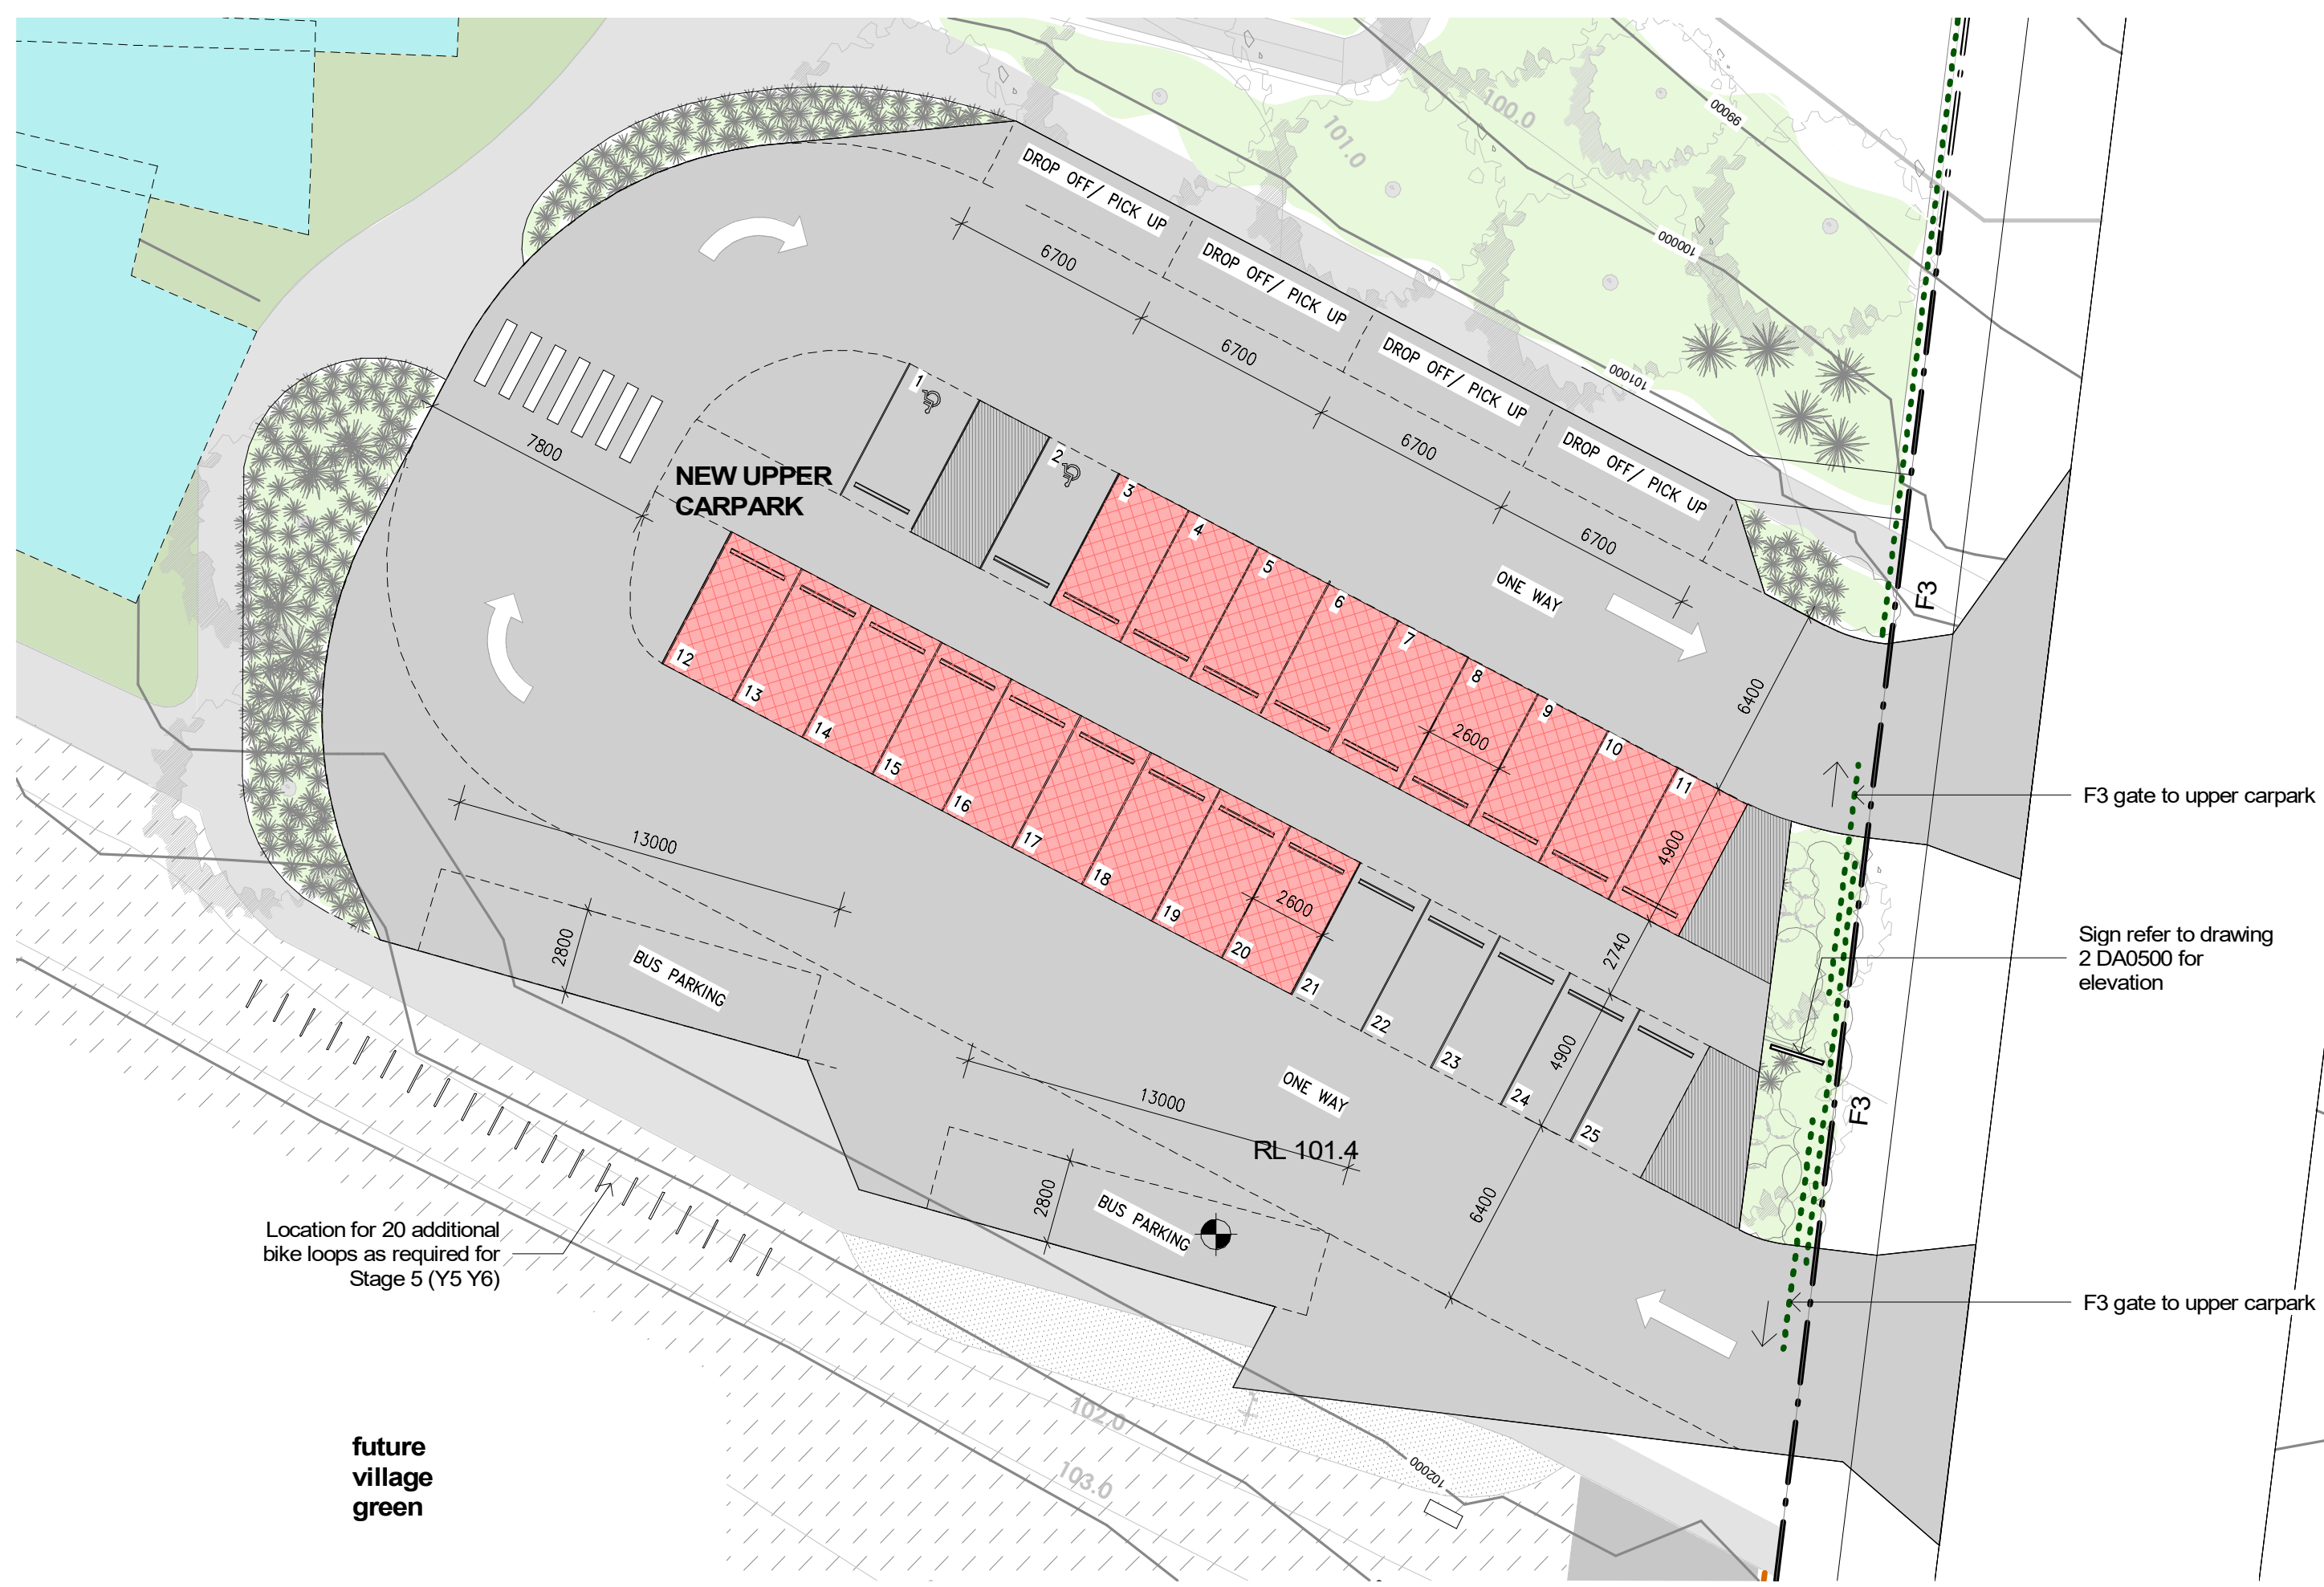 99000
100.0
101.0
DROP OFF/ PICK UP
DROP OFF/ PICK UP
DROP OFF/ PICK UP
DROP OFF/ PICK UP
100000
101000
6700
6700
6700
6700
7800
NEW UPPER
CARPARK
1
2
3
4
5
6
7
8
9
10
11
2600
4900
ONE WAY
6400
F3
12
13
14
15
16
17
18
19
20
21
22
23
24
25
2600
2740
4900
6400
F3 gate to upper carpark
Sign refer to drawing
2 DA0500 for
elevation
F3
13000
2800
BUS PARKING
13000
2800
BUS PARKING
ONE WAY
RL 101.4
F3 gate to upper carpark
Location for 20 additional
bike loops as required for
Stage 5 (Y5 Y6)
102.0
103.0
102000
future
village
green